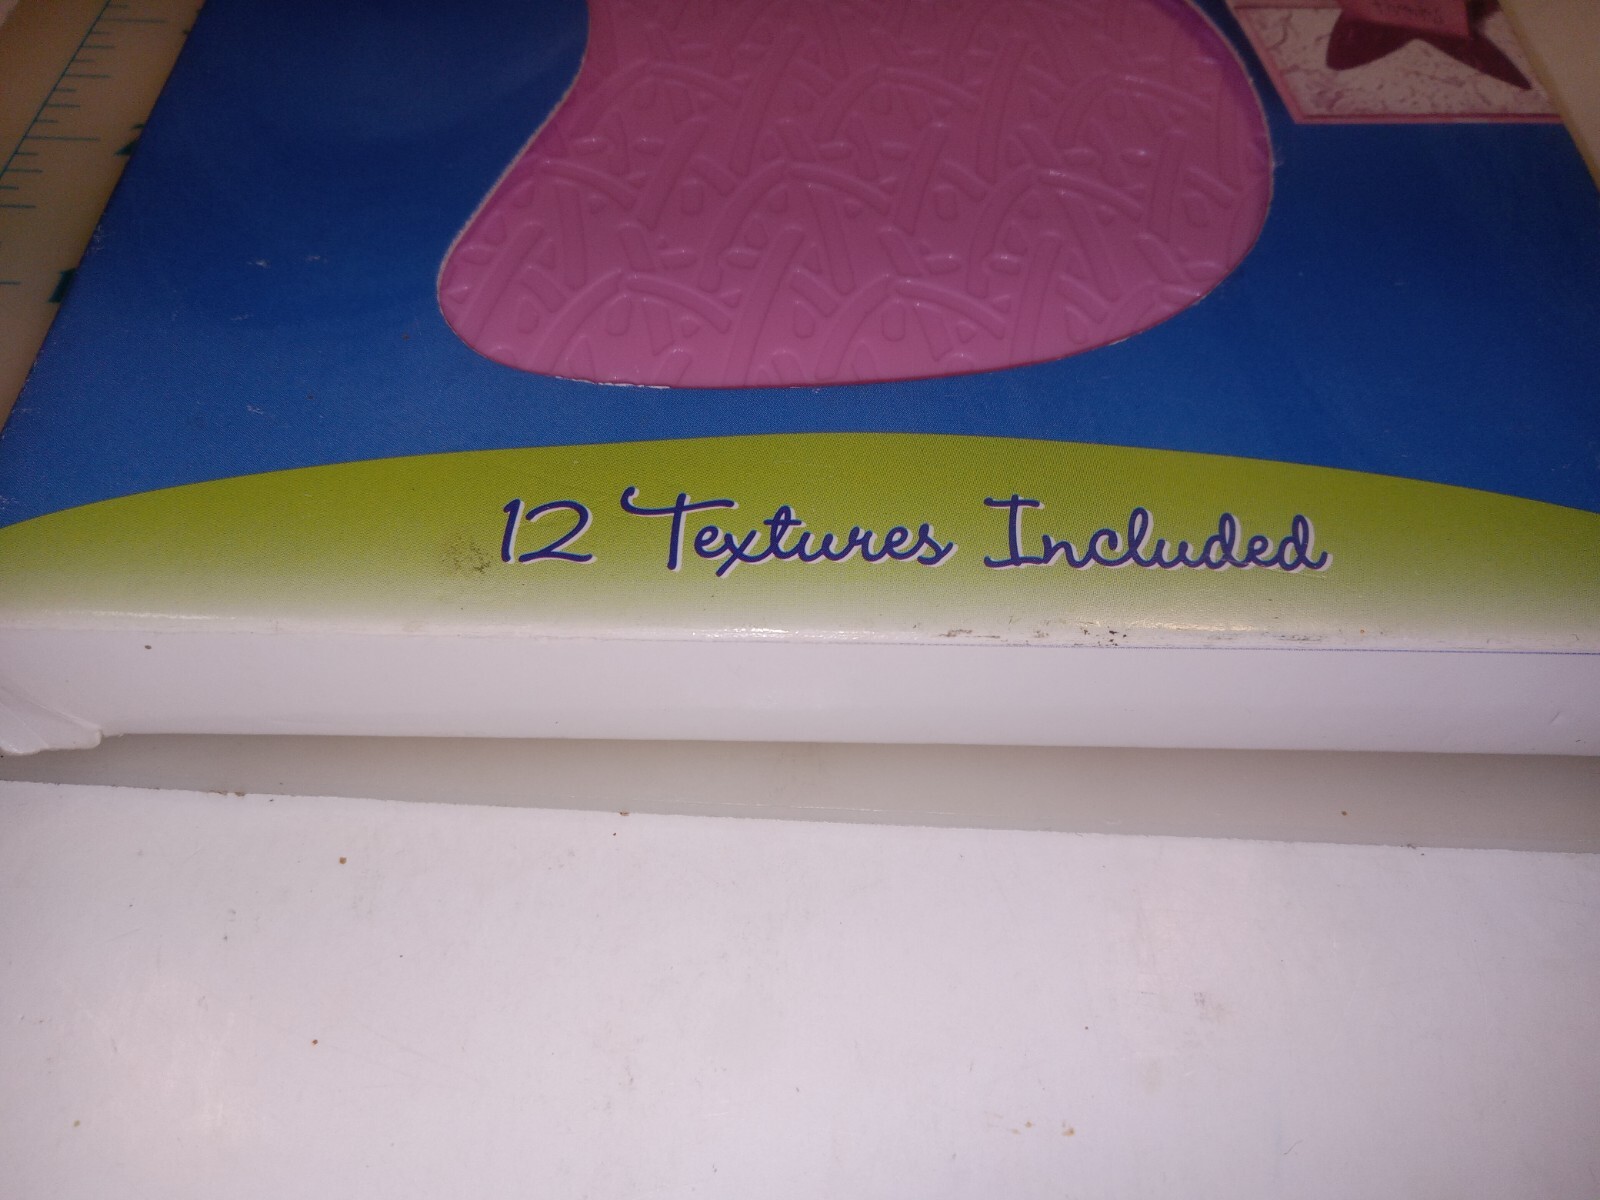 12 Textures Included